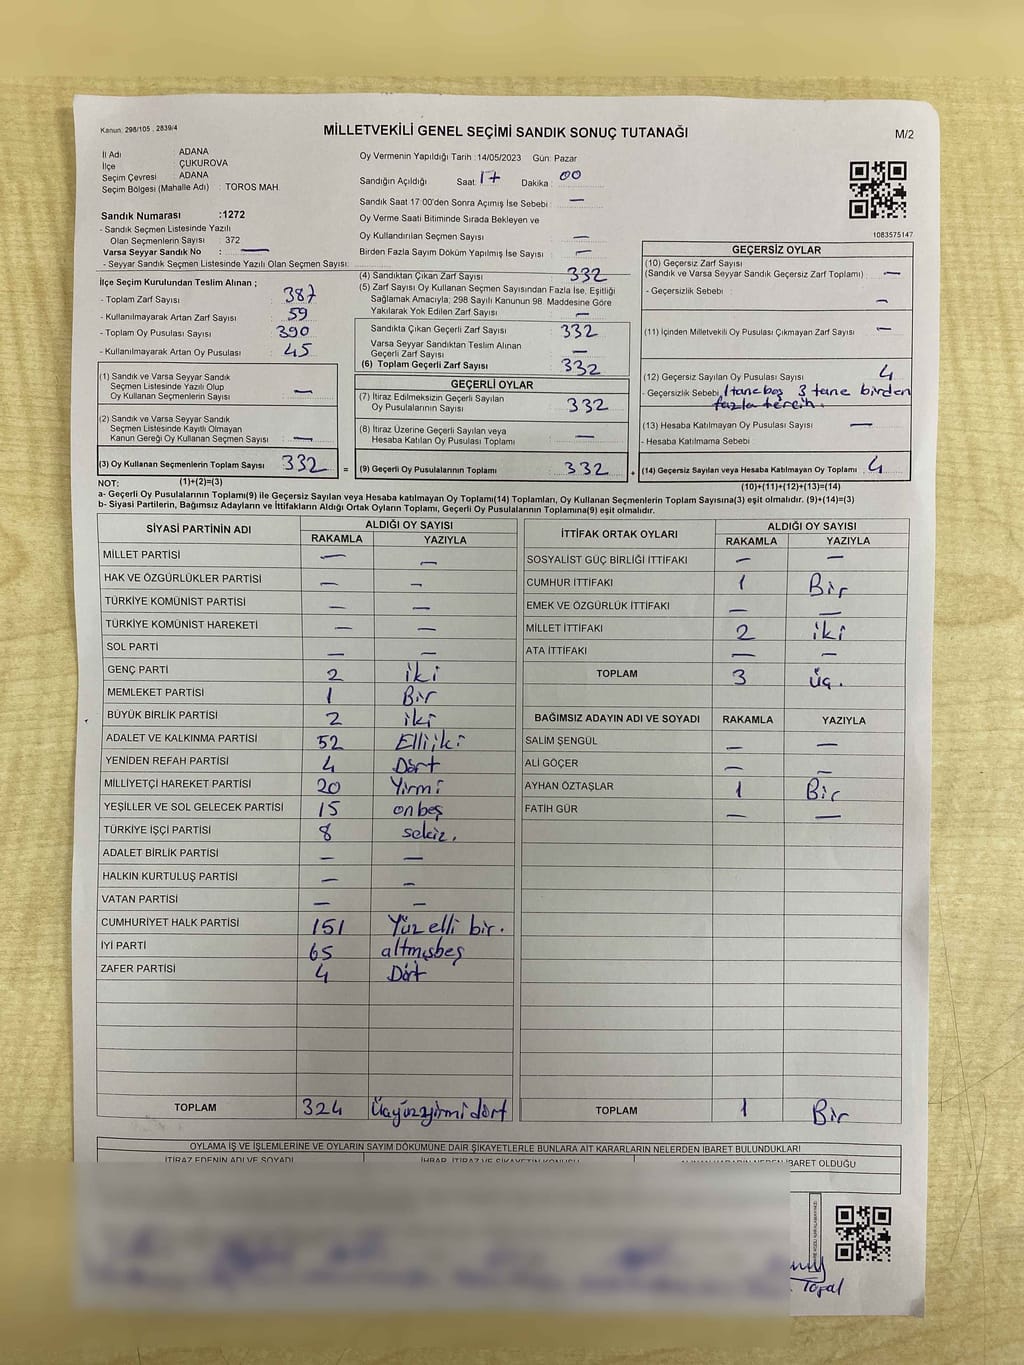 Kanun: 298/105 , 2839/4
MİLLETVEKİLİ GENEL SEÇİMİ SANDIK SONUÇ TUTANAĞI
M/2
İl Adı : ADANA
İlçe : ÇUKUROVA
Seçim Çevresi : ADANA
Seçim Bölgesi (Mahalle Adı) : TOROS MAH.
Sandık Numarası :1272
- Sandık Seçmen Listesinde Yazılı
Olan Seçmenlerin Sayısı : 372
Varsa Seyyar Sandık No : —
- Seyyar Sandık Seçmen Listesinde Yazılı Olan Seçmen Sayısı:
Oy Vermenin Yapıldığı Tarih :14/05/2023 Gün: Pazar
Sandığın Açıldığı Saat: 17 Dakika : 00
Sandık Saat 17:00'den Sonra Açımış İse Sebebi : —
Oy Verme Saati Bitiminde Sırada Bekleyen ve
Oy Kullandırılan Seçmen Sayısı : —
Birden Fazla Sayım Döküm Yapılmış İse Sayısı : —
1083575147
İlçe Seçim Kurulundan Teslim Alınan ;
- Toplam Zarf Sayısı : 387
- Kullanılmayarak Artan Zarf Sayısı : 59
- Toplam Oy Pusulası Sayısı : 390
- Kullanılmayarak Artan Oy Pusulası : 45
(1) Sandık ve Varsa Seyyar Sandık
Seçmen Listesinde Yazılı Olup
Oy Kullanan Seçmenlerin Sayısı : —
(2) Sandık ve Varsa Seyyar Sandık
Seçmen Listesinde Kayıtlı Olmayan
Kanun Gereği Oy Kullanan Seçmen Sayısı : —
(3) Oy Kullanan Seçmenlerin Toplam Sayısı : 332
(4) Sandıktan Çıkan Zarf Sayısı : 332
(5) Zarf Sayısı Oy Kullanan Seçmen Sayısından Fazla İse, Eşitliği
Sağlamak Amacıyla; 298 Sayılı Kanunun 98. Maddesine Göre
Yakılarak Yok Edilen Zarf Sayısı : —
Sandıkta Çıkan Geçerli Zarf Sayısı : 332
Varsa Seyyar Sandıktan Teslim Alınan
Geçerli Zarf Sayısı : —
(6) Toplam Geçerli Zarf Sayısı : 332
GEÇERLİ OYLAR
(7) İtiraz Edilmeksizin Geçerli Sayılan
Oy Pusulalarının Sayısı : 332
(8) İtiraz Üzerine Geçerli Sayılan veya
Hesaba Katılan Oy Pusulası Toplamı : —
= (9) Geçerli Oy Pusulalarının Toplamı : 332
GEÇERSİZ OYLAR
(10) Geçersiz Zarf Sayısı
(Sandık ve Varsa Seyyar Sandık Geçersiz Zarf Toplamı) : —
- Geçersizlik Sebebi : —
(11) İçinden Milletvekili Oy Pusulası Çıkmayan Zarf Sayısı : —
(12) Geçersiz Sayılan Oy Pusulası Sayısı : 4
- Geçersizlik Sebebi : 1 tane boş 3 tane birden
fazla tercih.
(13) Hesaba Katılmayan Oy Pusulası Sayısı : —
- Hesaba Katılmama Sebebi
+ (14) Geçersiz Sayılan veya Hesaba Katılmayan Oy Toplamı : 4
NOT: (1)+(2)=(3)
(10)+(11)+(12)+(13)=(14)
a- Geçerli Oy Pusulalarının Toplamı(9) ile Geçersiz Sayılan veya Hesaba katılmayan Oy Toplamı(14) Toplamları, Oy Kullanan Seçmenlerin Toplam Sayısına(3) eşit olmalıdır. (9)+(14)=(3)
b- Siyasi Partilerin, Bağımsız Adayların ve İttifakların Aldığı Ortak Oyların Toplamı, Geçerli Oy Pusulalarının Toplamına(9) eşit olmalıdır.
SİYASİ PARTİNİN ADI ALDIĞI OY SAYISI
RAKAMLA YAZIYLA
MİLLET PARTİSİ — —
HAK VE ÖZGÜRLÜKLER PARTİSİ — —
TÜRKİYE KOMÜNİST PARTİSİ — —
TÜRKİYE KOMÜNİST HAREKETİ — —
SOL PARTİ — —
GENÇ PARTİ 2 iki
MEMLEKET PARTİSİ 1 Bir
BÜYÜK BİRLİK PARTİSİ 2 iki
ADALET VE KALKINMA PARTİSİ 52 Elliiki
YENİDEN REFAH PARTİSİ 4 Dört
MİLLİYETÇİ HAREKET PARTİSİ 20 Yirmi
YEŞİLLER VE SOL GELECEK PARTİSİ 15 onbeş
TÜRKİYE İŞÇİ PARTİSİ 8 sekiz.
ADALET BİRLİK PARTİSİ — —
HALKIN KURTULUŞ PARTİSİ — —
VATAN PARTİSİ — —
CUMHURİYET HALK PARTİSİ 151 Yüz elli bir.
İYİ PARTİ 65 altmışbeş
ZAFER PARTİSİ 4 Dört
TOPLAM 324 Üçyüzyirmidört
İTTİFAK ORTAK OYLARI ALDIĞI OY SAYISI
RAKAMLA YAZIYLA
SOSYALİST GÜÇ BİRLİĞİ İTTİFAKI — —
CUMHUR İTTİFAKI 1 Bir
EMEK VE ÖZGÜRLÜK İTTİFAKI — —
MİLLET İTTİFAKI 2 iki
ATA İTTİFAKI — —
TOPLAM 3 Üç.
BAĞIMSIZ ADAYIN ADI VE SOYADI RAKAMLA YAZIYLA
SALİM ŞENGÜL — —
ALİ GÖÇER — —
AYHAN ÖZTAŞLAR 1 Bir
FATİH GÜR — —
TOPLAM 1 Bir
OYLAMA İŞ VE İŞLEMLERİNE VE OYLARIN SAYIM DÖKÜMÜNE DAİR ŞİKAYETLERLE BUNLARA AİT KARARLARIN NELERDEN İBARET BULUNDUKLARI
İTİRAZ EDENİN ADI VE SOYADI İHBAR, İTİRAZ VE ŞİKAYETİN KONUSU ALINAN KARARIN NEDEN İBARET OLDUĞU
Topal